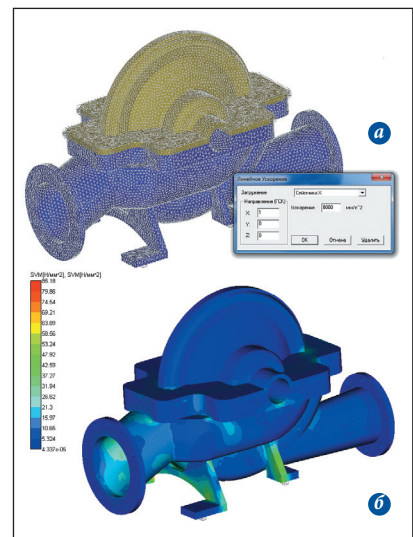 а
Линейное Ускорение
Загружение
Сейсмика X
Направление (ГСК)
X: 1
Ускорение 8000 мм/с^2
Y: 0
Z: 0
OK Отмена Удалить
SVM[Н/мм^2], SVM[Н/мм^2]
85.18
79.86
74.54
69.21
63.89
58.56
53.24
47.92
42.59
37.27
31.94
26.62
21.3
15.97
10.65
5.324
4.337e-06
б